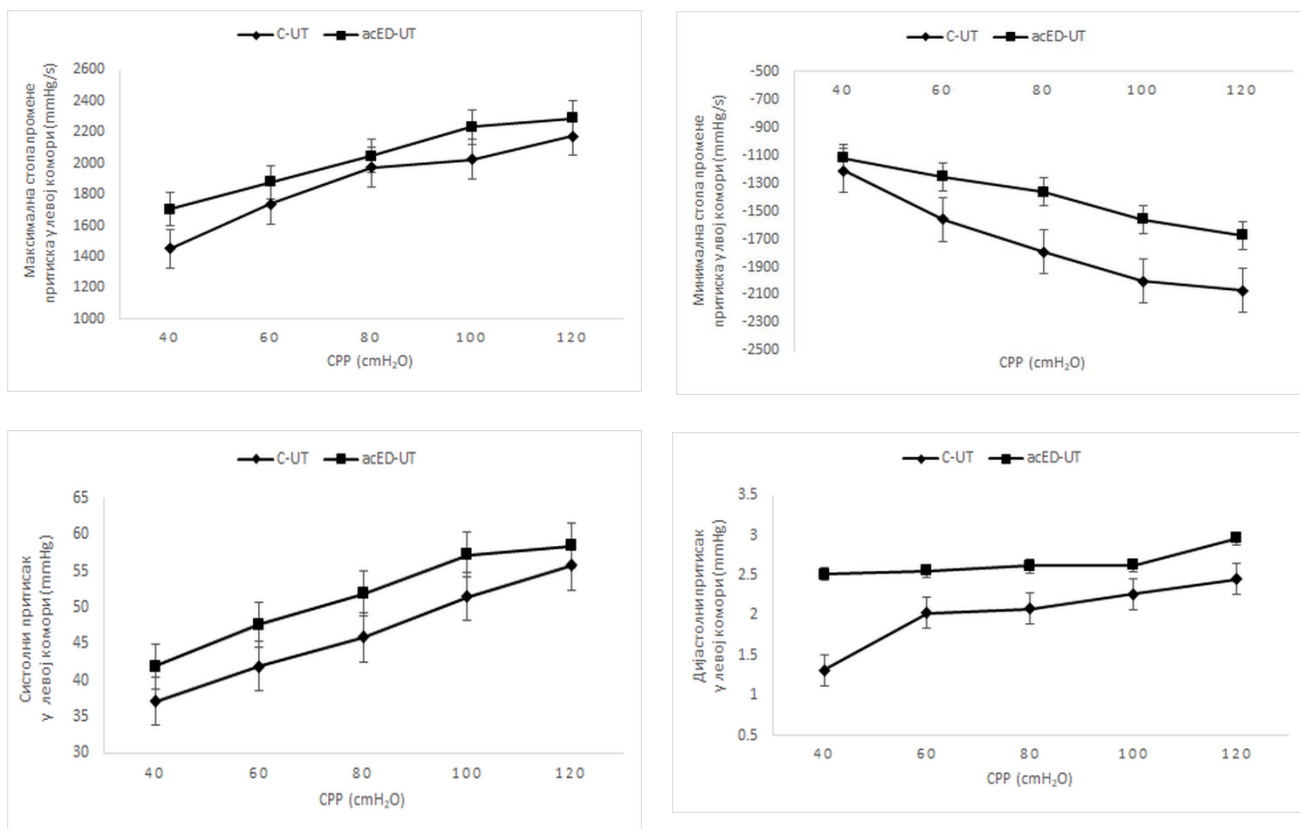 C-UT acED-UT
Максимална стопа промене
притиска у левој комори (mmHg/s)
2600
2400
2200
2000
1800
1600
1400
1200
1000
40 60 80 100 120
CPP (cmH₂O)
C-UT acED-UT
Минимална стопа промене
притиска у лвој комори (mmHg/s)
-500
-700
-900
-1100
-1300
-1500
-1700
-1900
-2100
-2300
-2500
40 60 80 100 120
CPP (cmH₂O)
C-UT acED-UT
Систолни притисак
у левој комори (mmHg)
65
60
55
50
45
40
35
30
40 60 80 100 120
CPP (cmH₂O)
C-UT acED-UT
Дијастолни притисак
у левој комори (mmHg)
3.5
3
2.5
2
1.5
1
0.5
40 60 80 100 120
CPP (cmH₂O)